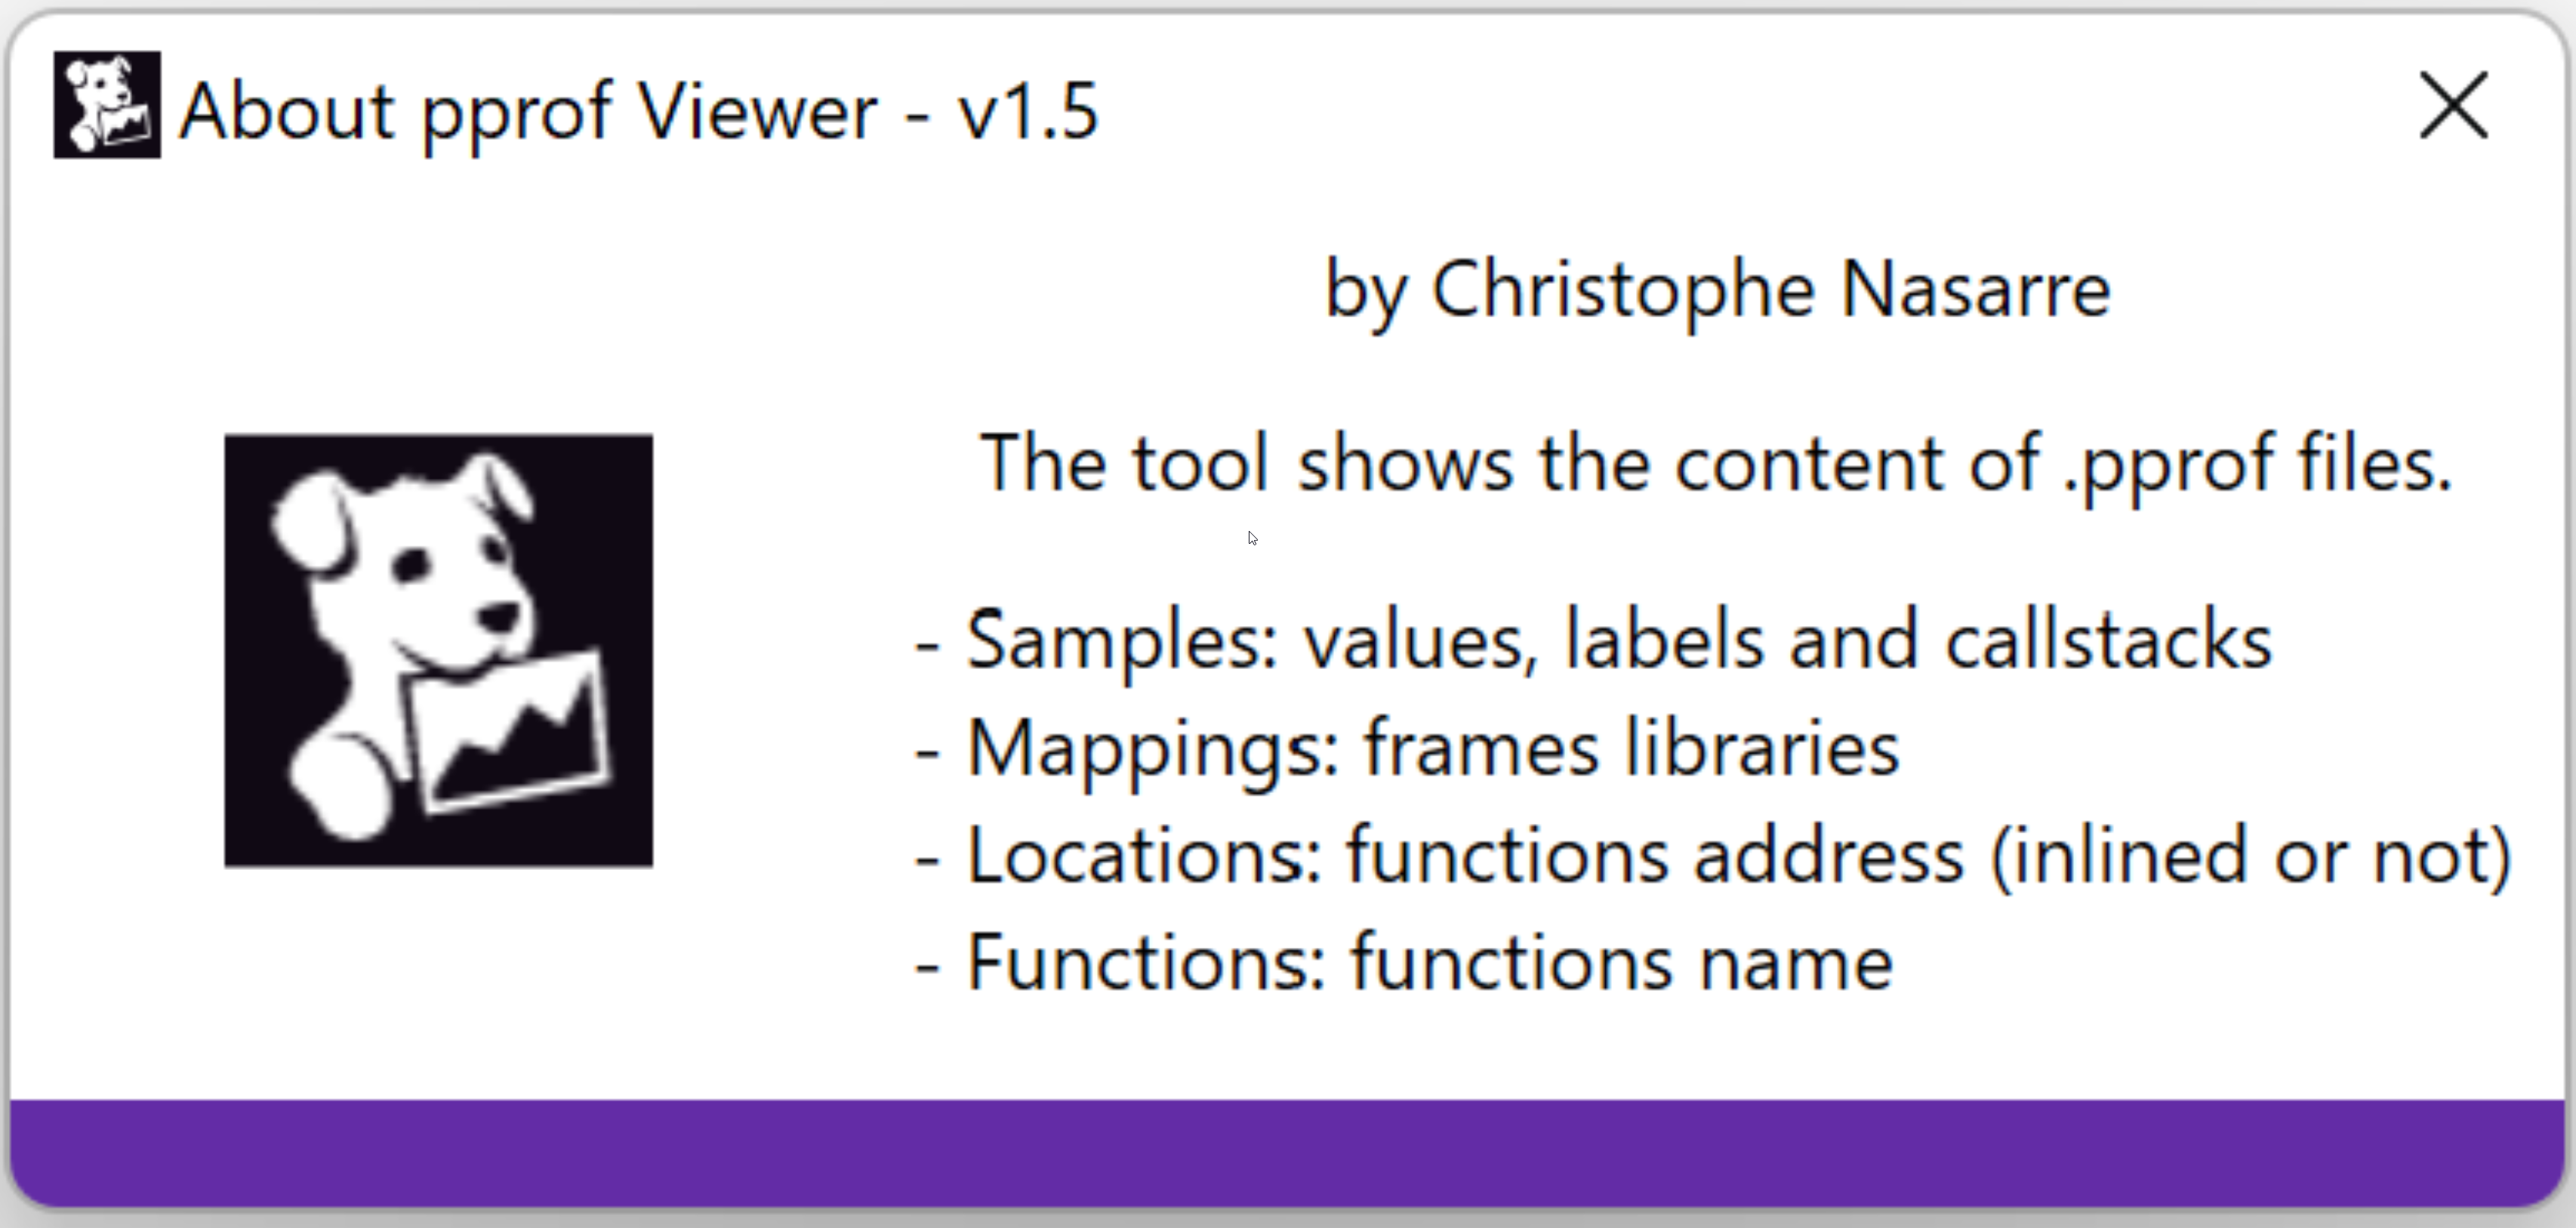 About pprof Viewer - v1.5
by Christophe Nasarre
The tool shows the content of .pprof files.
- Samples: values, labels and callstacks
- Mappings: frames libraries
- Locations: functions address (inlined or not)
- Functions: functions name